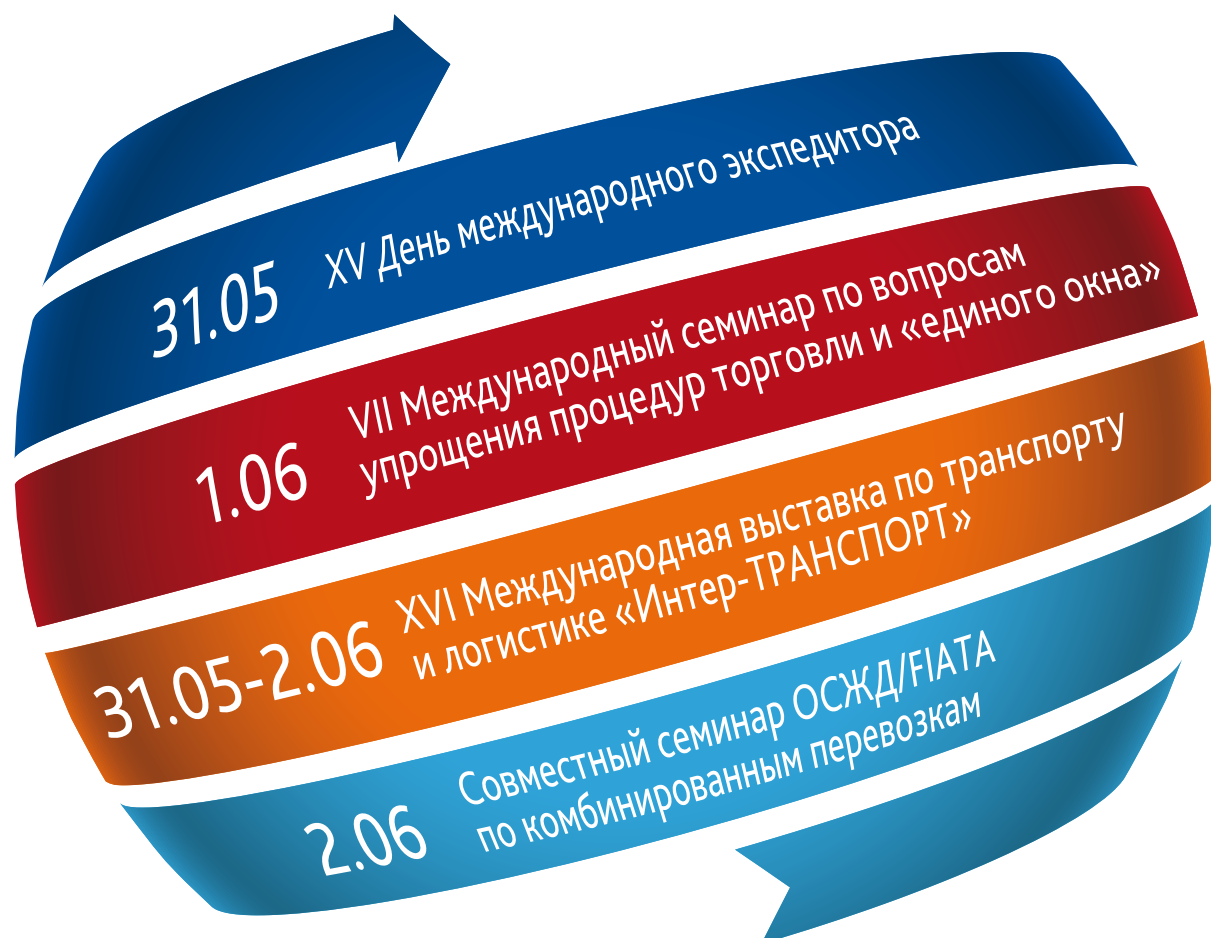 31.05 XV День международного экспедитора
1.06 VII Международный семинар по вопросам
упрощения процедур торговли и «единого окна»
31.05-2.06 XVI Международная выставка по транспорту
и логистике «Интер-ТРАНСПОРТ»
2.06 Совместный семинар ОСЖД/FIATA
по комбинированным перевозкам